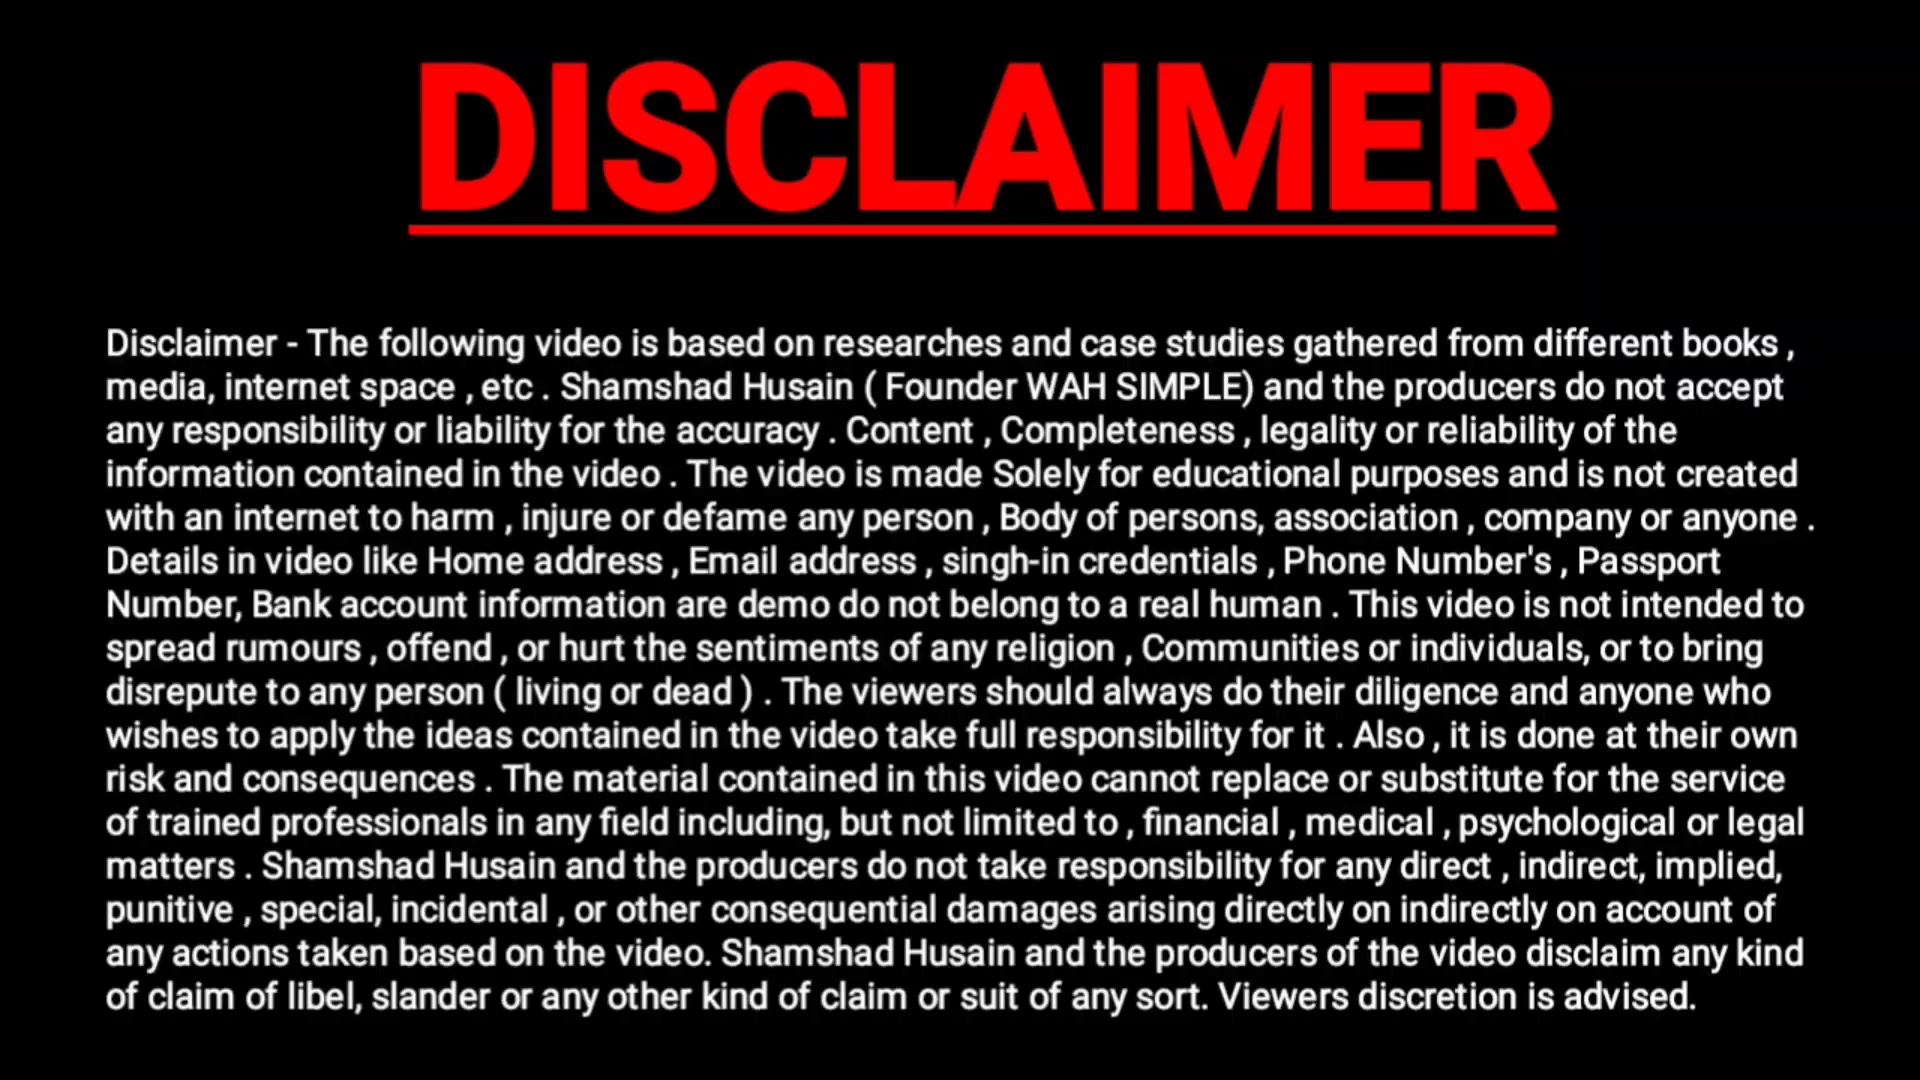 DISCLAIMER
Disclaimer - The following video is based on researches and case studies gathered from different books ,
media, internet space , etc . Shamshad Husain ( Founder WAH SIMPLE) and the producers do not accept
any responsibility or liability for the accuracy . Content , Completeness , legality or reliability of the
information contained in the video . The video is made Solely for educational purposes and is not created
with an internet to harm , injure or defame any person , Body of persons, association , company or anyone .
Details in video like Home address , Email address , singh-in credentials , Phone Number's , Passport
Number, Bank account information are demo do not belong to a real human . This video is not intended to
spread rumours , offend , or hurt the sentiments of any religion , Communities or individuals, or to bring
disrepute to any person ( living or dead ) . The viewers should always do their diligence and anyone who
wishes to apply the ideas contained in the video take full responsibility for it . Also , it is done at their own
risk and consequences . The material contained in this video cannot replace or substitute for the service
of trained professionals in any field including, but not limited to , financial , medical , psychological or legal
matters . Shamshad Husain and the producers do not take responsibility for any direct , indirect, implied,
punitive , special, incidental , or other consequential damages arising directly on indirectly on account of
any actions taken based on the video. Shamshad Husain and the producers of the video disclaim any kind
of claim of libel, slander or any other kind of claim or suit of any sort. Viewers discretion is advised.